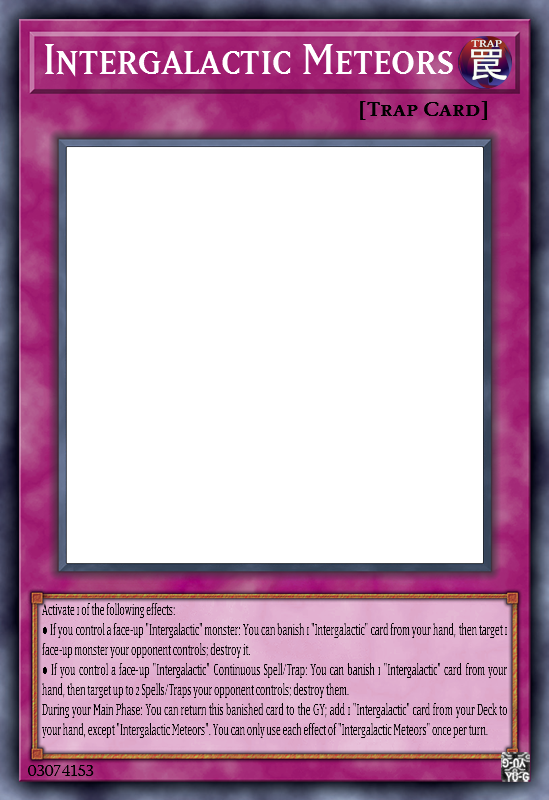 Intergalactic Meteors
TRAP
罠
[Trap Card]
Activate 1 of the following effects:
● If you control a face-up "Intergalactic" monster: You can banish 1 "Intergalactic" card from your hand, then target 1
face-up monster your opponent controls; destroy it.
● If you control a face-up "Intergalactic" Continuous Spell/Trap: You can banish 1 "Intergalactic" card from your
hand, then target up to 2 Spells/Traps your opponent controls; destroy them.
During your Main Phase: You can return this banished card to the GY; add 1 "Intergalactic" card from your Deck to
your hand, except "Intergalactic Meteors". You can only use each effect of "Intergalactic Meteors" once per turn.
03074153
YU-G